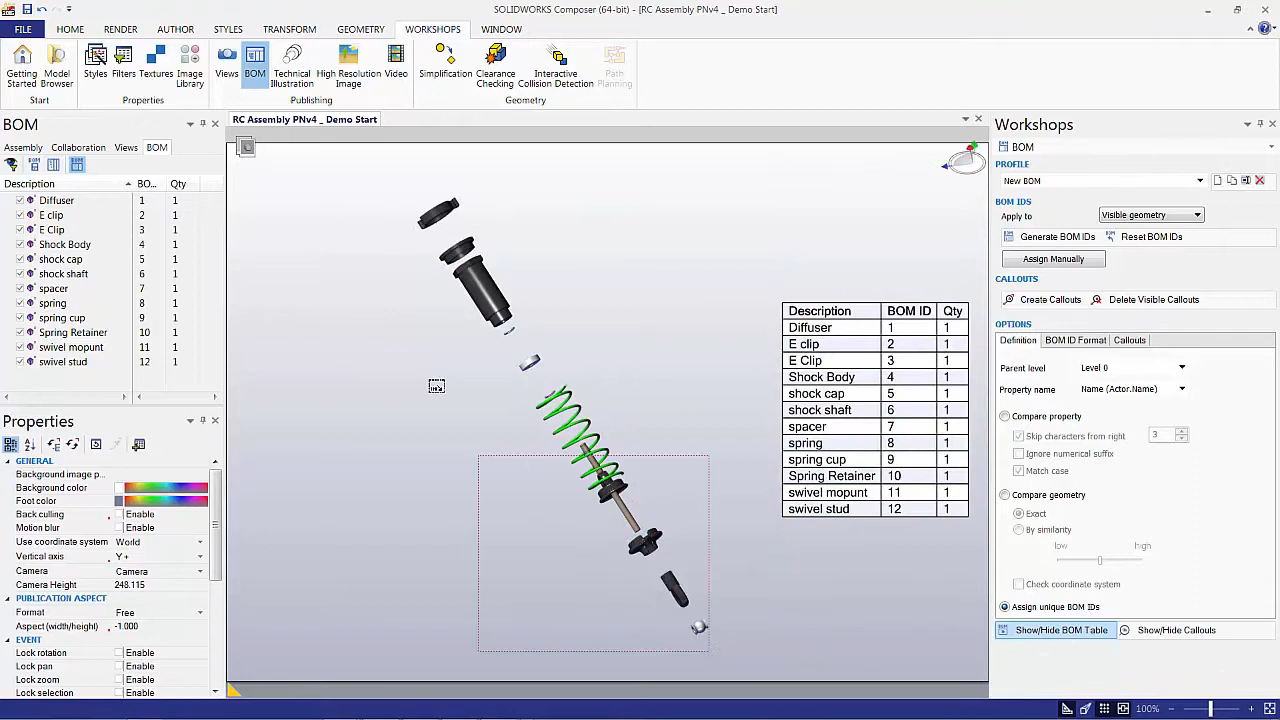 SOLIDWORKS Composer (64-bit) - [RC Assembly PNv4 _ Demo Start]
FILE HOME RENDER AUTHOR STYLES TRANSFORM GEOMETRY WORKSHOPS WINDOW
Getting Started Model Browser Styles Filters Textures Image Library Views BOM Technical Illustration High Resolution Image Video Simplification Clearance Checking Interactive Collision Detection Path Planning
Start Properties Publishing Geometry
BOM
Assembly Collaboration Views BOM
Description BO... Qty
Diffuser 1 1
E clip 2 1
E Clip 3 1
Shock Body 4 1
shock cap 5 1
shock shaft 6 1
spacer 7 1
spring 8 1
spring cup 9 1
Spring Retainer 10 1
swivel mopunt 11 1
swivel stud 12 1
Properties
GENERAL
Background image p...
Background color
Foot color
Back culling Enable
Motion blur Enable
Use coordinate system World
Vertical axis Y +
Camera Camera
Camera Height 248.115
PUBLICATION ASPECT
Format Free
Aspect (width/height) -1.000
EVENT
Lock rotation Enable
Lock pan Enable
Lock zoom Enable
Lock selection Enable
RC Assembly PNv4 _ Demo Start
Description BOM ID Qty
Diffuser 1 1
E clip 2 1
E Clip 3 1
Shock Body 4 1
shock cap 5 1
shock shaft 6 1
spacer 7 1
spring 8 1
spring cup 9 1
Spring Retainer 10 1
swivel mopunt 11 1
swivel stud 12 1
Workshops
BOM
PROFILE
New BOM
BOM IDS
Apply to Visible geometry
Generate BOM IDs Reset BOM IDs
Assign Manually
CALLOUTS
Create Callouts Delete Visible Callouts
OPTIONS
Definition BOM ID Format Callouts
Parent level Level 0
Property name Name (Actor.Name)
Compare property
Skip characters from right 3
Ignore numerical suffix
Match case
Compare geometry
Exact
By similarity
low high
Check coordinate system
Assign unique BOM IDs
Show/Hide BOM Table Show/Hide Callouts
100%